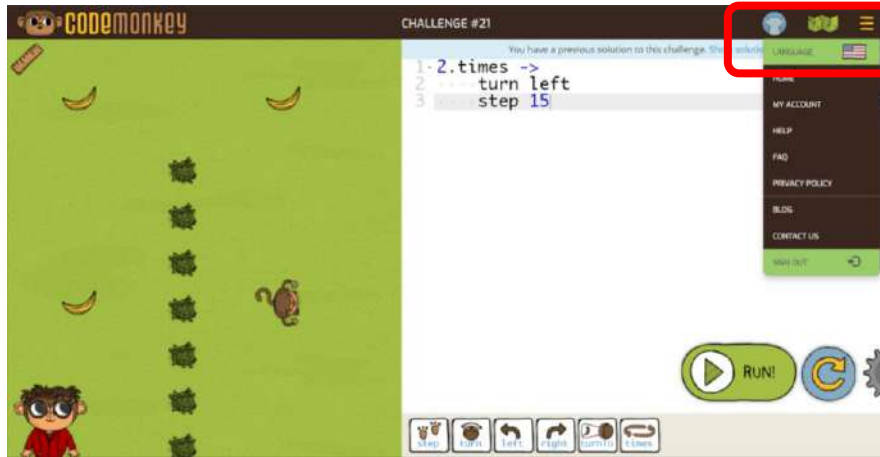 CODEMONKEY
CHALLENGE #21
You have a previous solution to this challenge. Show solution
LANGUAGE
HOME
MY ACCOUNT
HELP
FAQ
PRIVACY POLICY
BLOG
CONTACT US
SIGN OUT
1 2.times ->
2 turn left
3 step 15
RUN!
step turn left right turnTo times